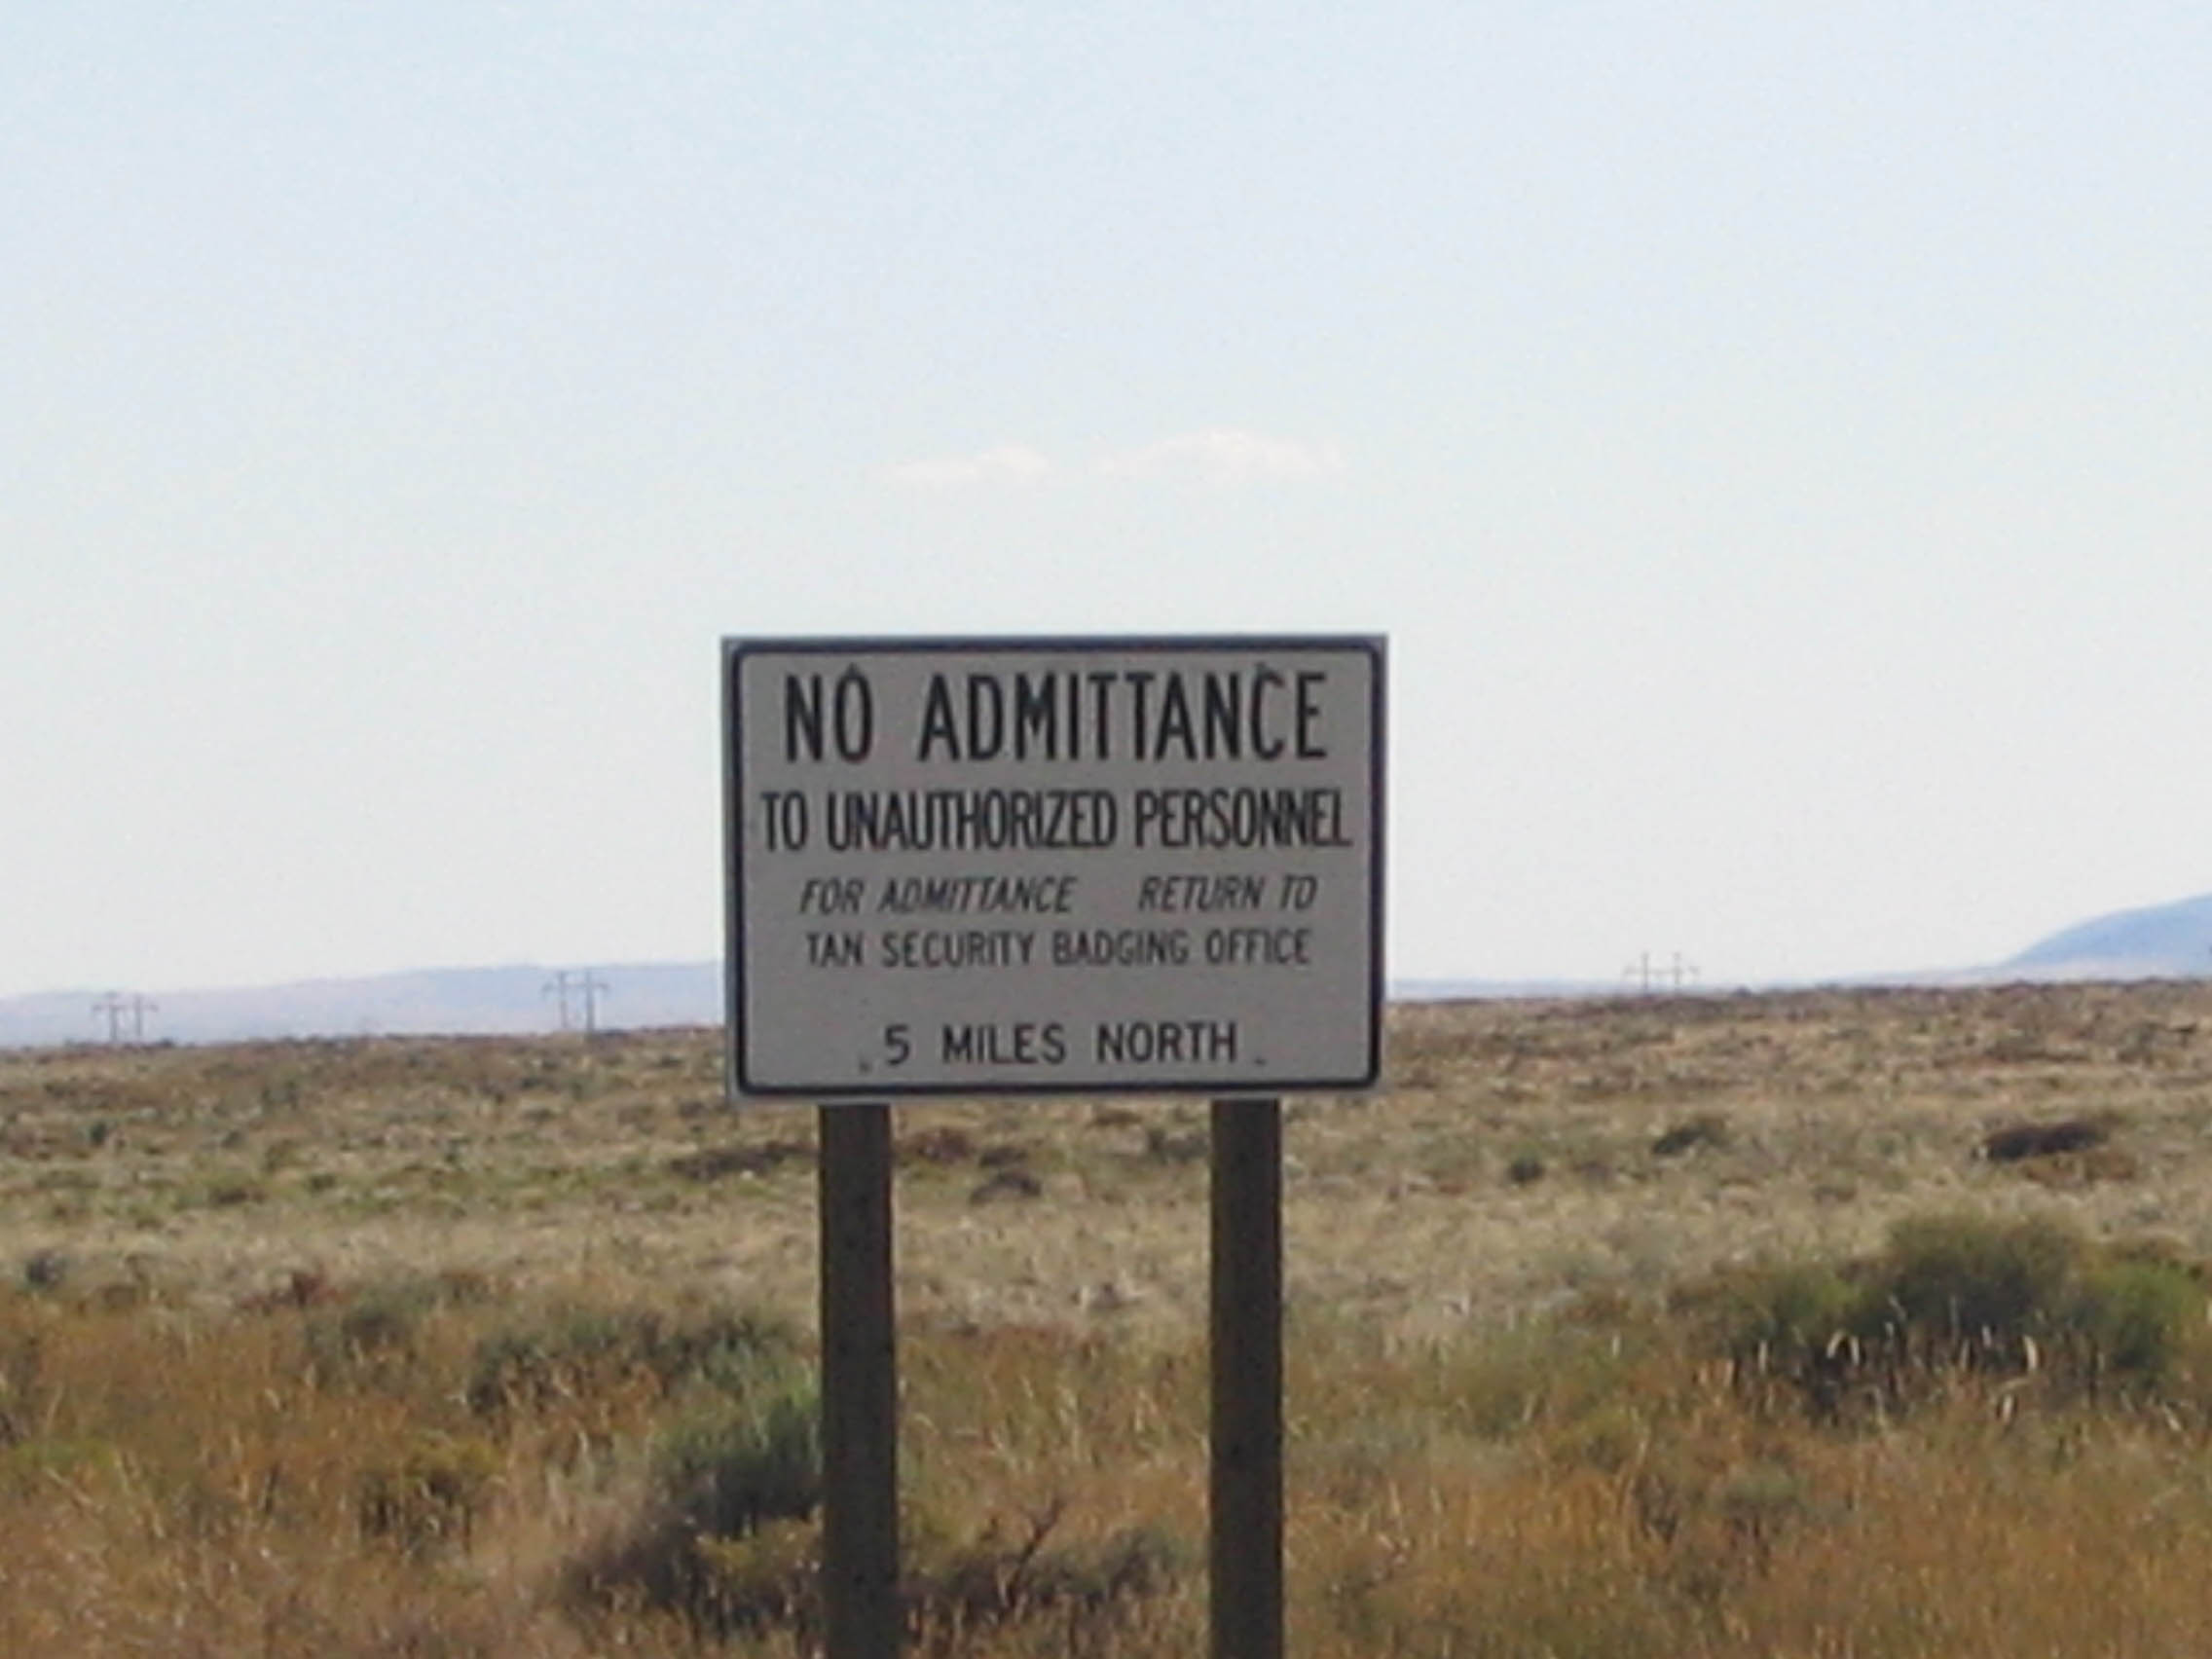 NO ADMITTANCE
TO UNAUTHORIZED PERSONNEL
FOR ADMITTANCE RETURN TO
TAN SECURITY BADGING OFFICE
5 MILES NORTH